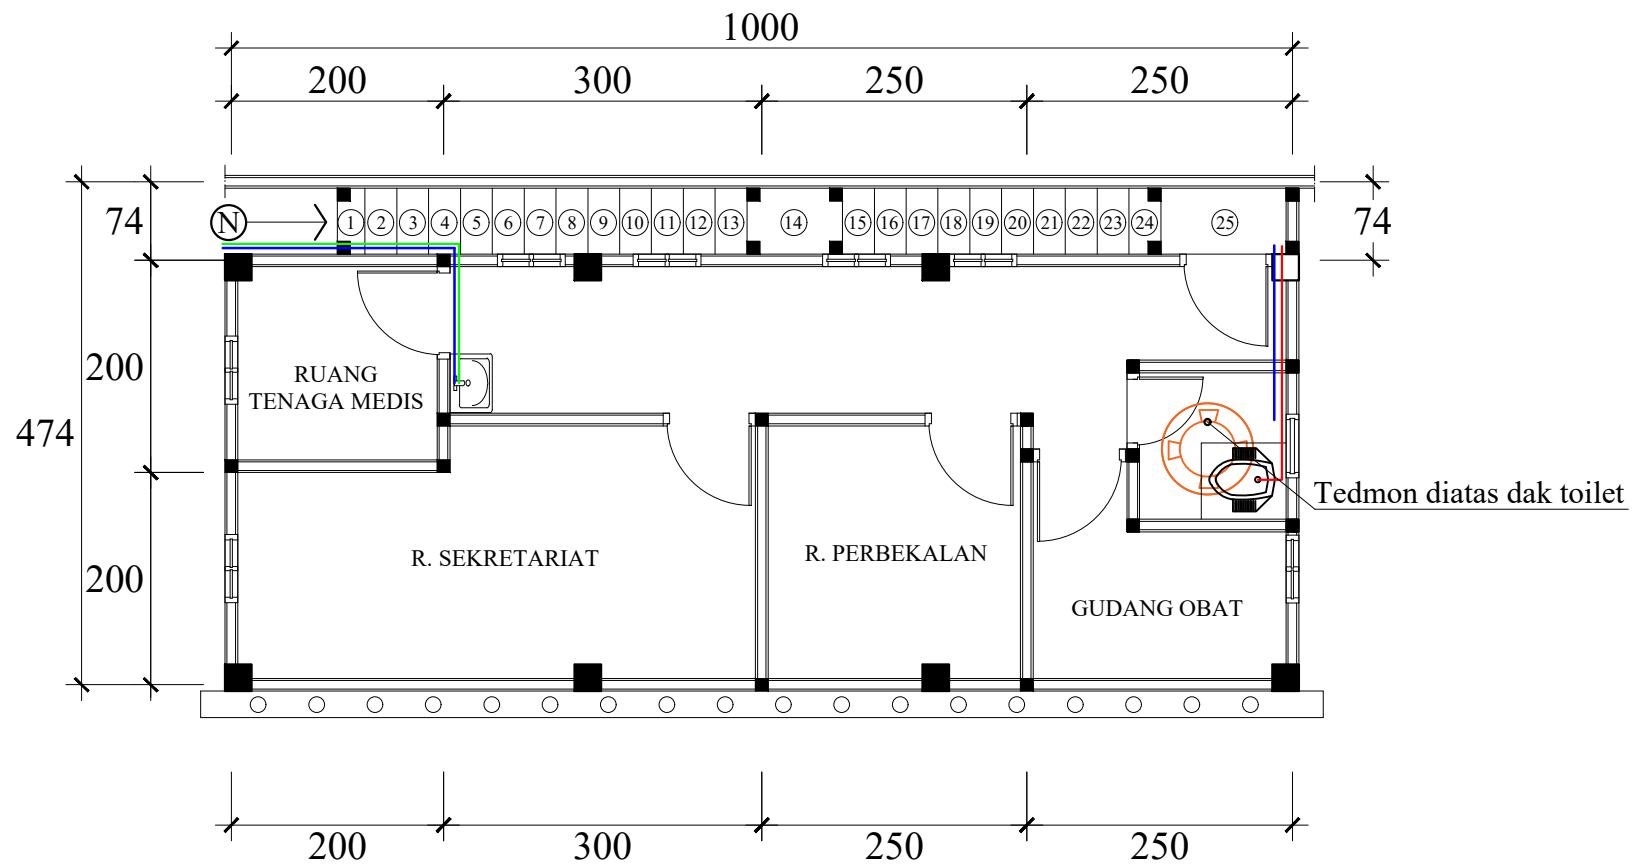 1000
200 300 250 250
74 N 1 2 3 4 5 6 7 8 9 10 11 12 13 14 15 16 17 18 19 20 21 22 23 24 25 74
200
RUANG
TENAGA MEDIS
474
Tedmon diatas dak toilet
R. SEKRETARIAT
R. PERBEKALAN
200
GUDANG OBAT
200 300 250 250